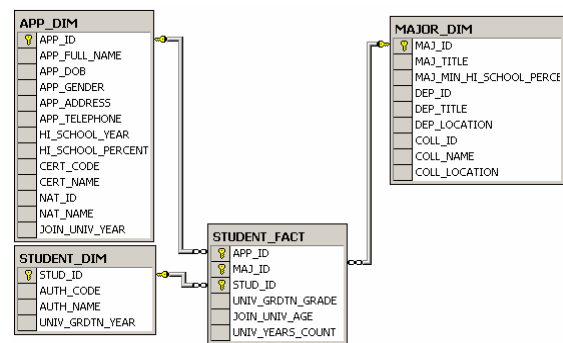 APP_DIM
APP_ID
APP_FULL_NAME
APP_DOB
APP_GENDER
APP_ADDRESS
APP_TELEPHONE
HI_SCHOOL_YEAR
HI_SCHOOL_PERCENT
CERT_CODE
CERT_NAME
NAT_ID
NAT_NAME
JOIN_UNIV_YEAR
MAJOR_DIM
MAJ_ID
MAJ_TITLE
MAJ_MIN_HI_SCHOOL_PERCE
DEP_ID
DEP_TITLE
DEP_LOCATION
COLL_ID
COLL_NAME
COLL_LOCATION
STUDENT_DIM
STUD_ID
AUTH_CODE
AUTH_NAME
UNIV_GRDTN_YEAR
STUDENT_FACT
APP_ID
MAJ_ID
STUD_ID
UNIV_GRDTN_GRADE
JOIN_UNIV_AGE
UNIV_YEARS_COUNT